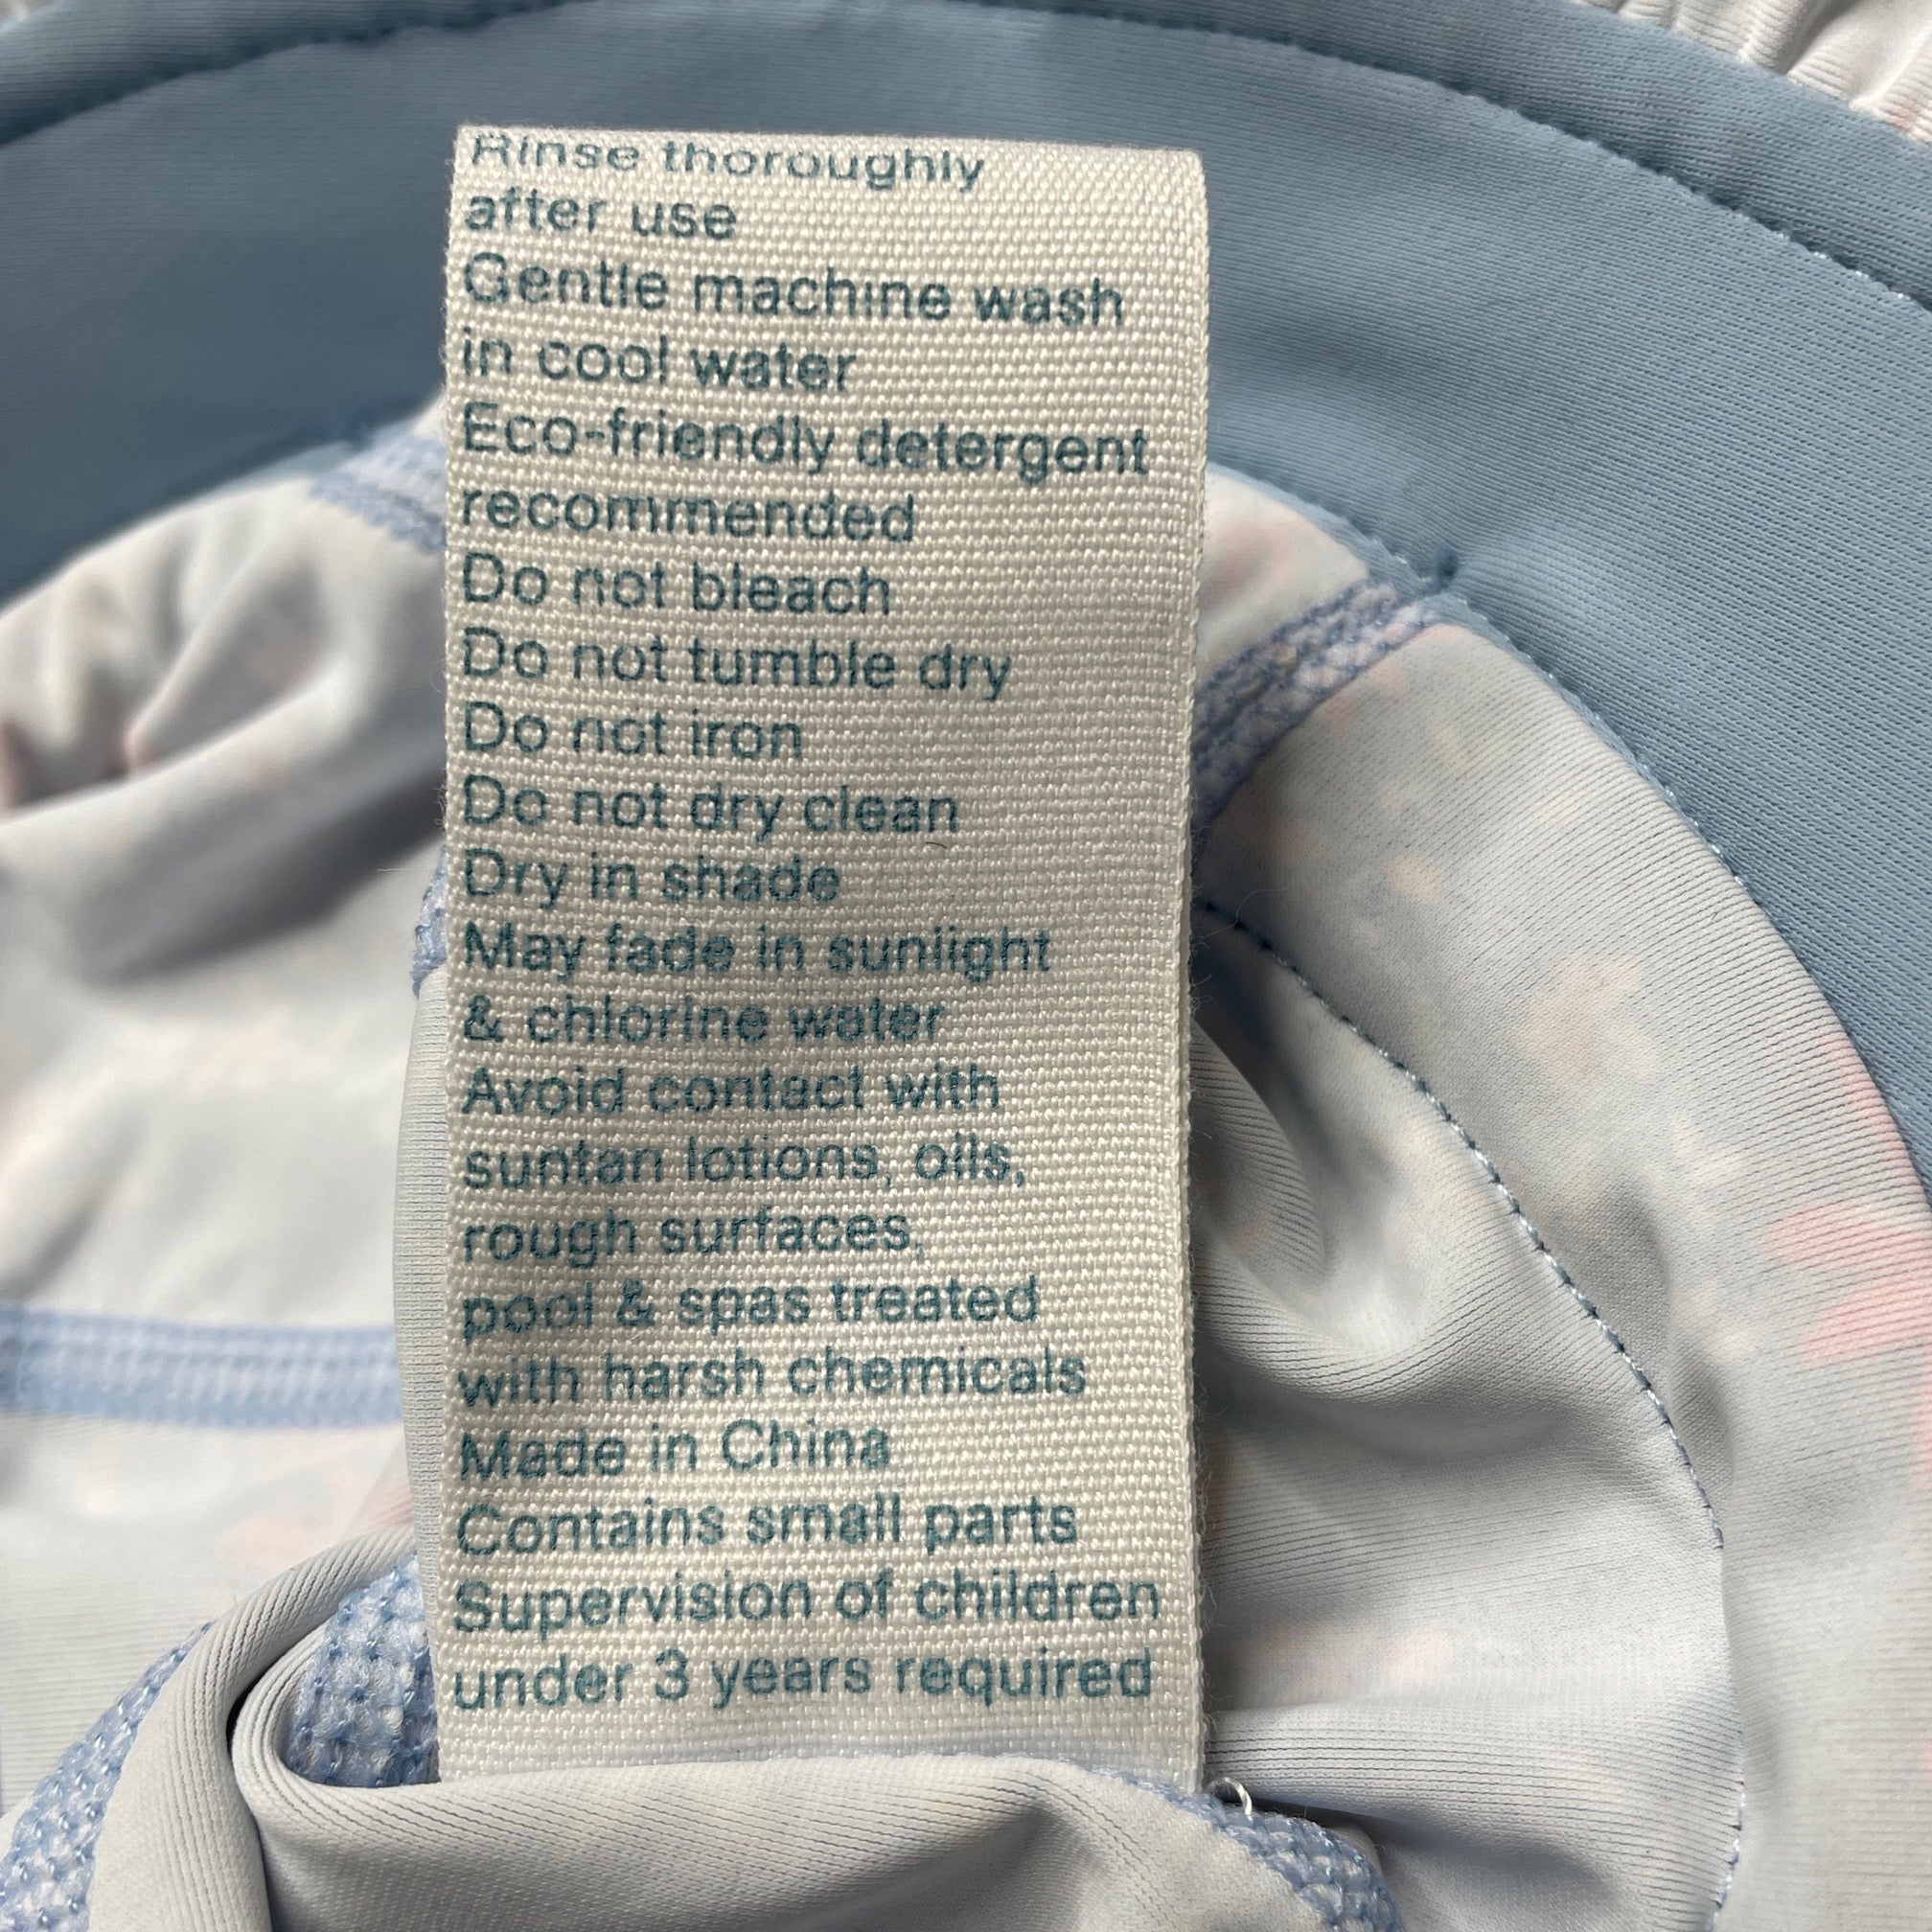 Rinse thoroughly
after use
Gentle machine wash
in cool water
Eco-friendly detergent
recommended
Do not bleach
Do not tumble dry
Do not iron
Do not dry clean
Dry in shade
May fade in sunlight
& chlorine water
Avoid contact with
suntan lotions, oils,
rough surfaces,
pool & spas treated
with harsh chemicals
Made in China
Contains small parts
Supervision of children
under 3 years required